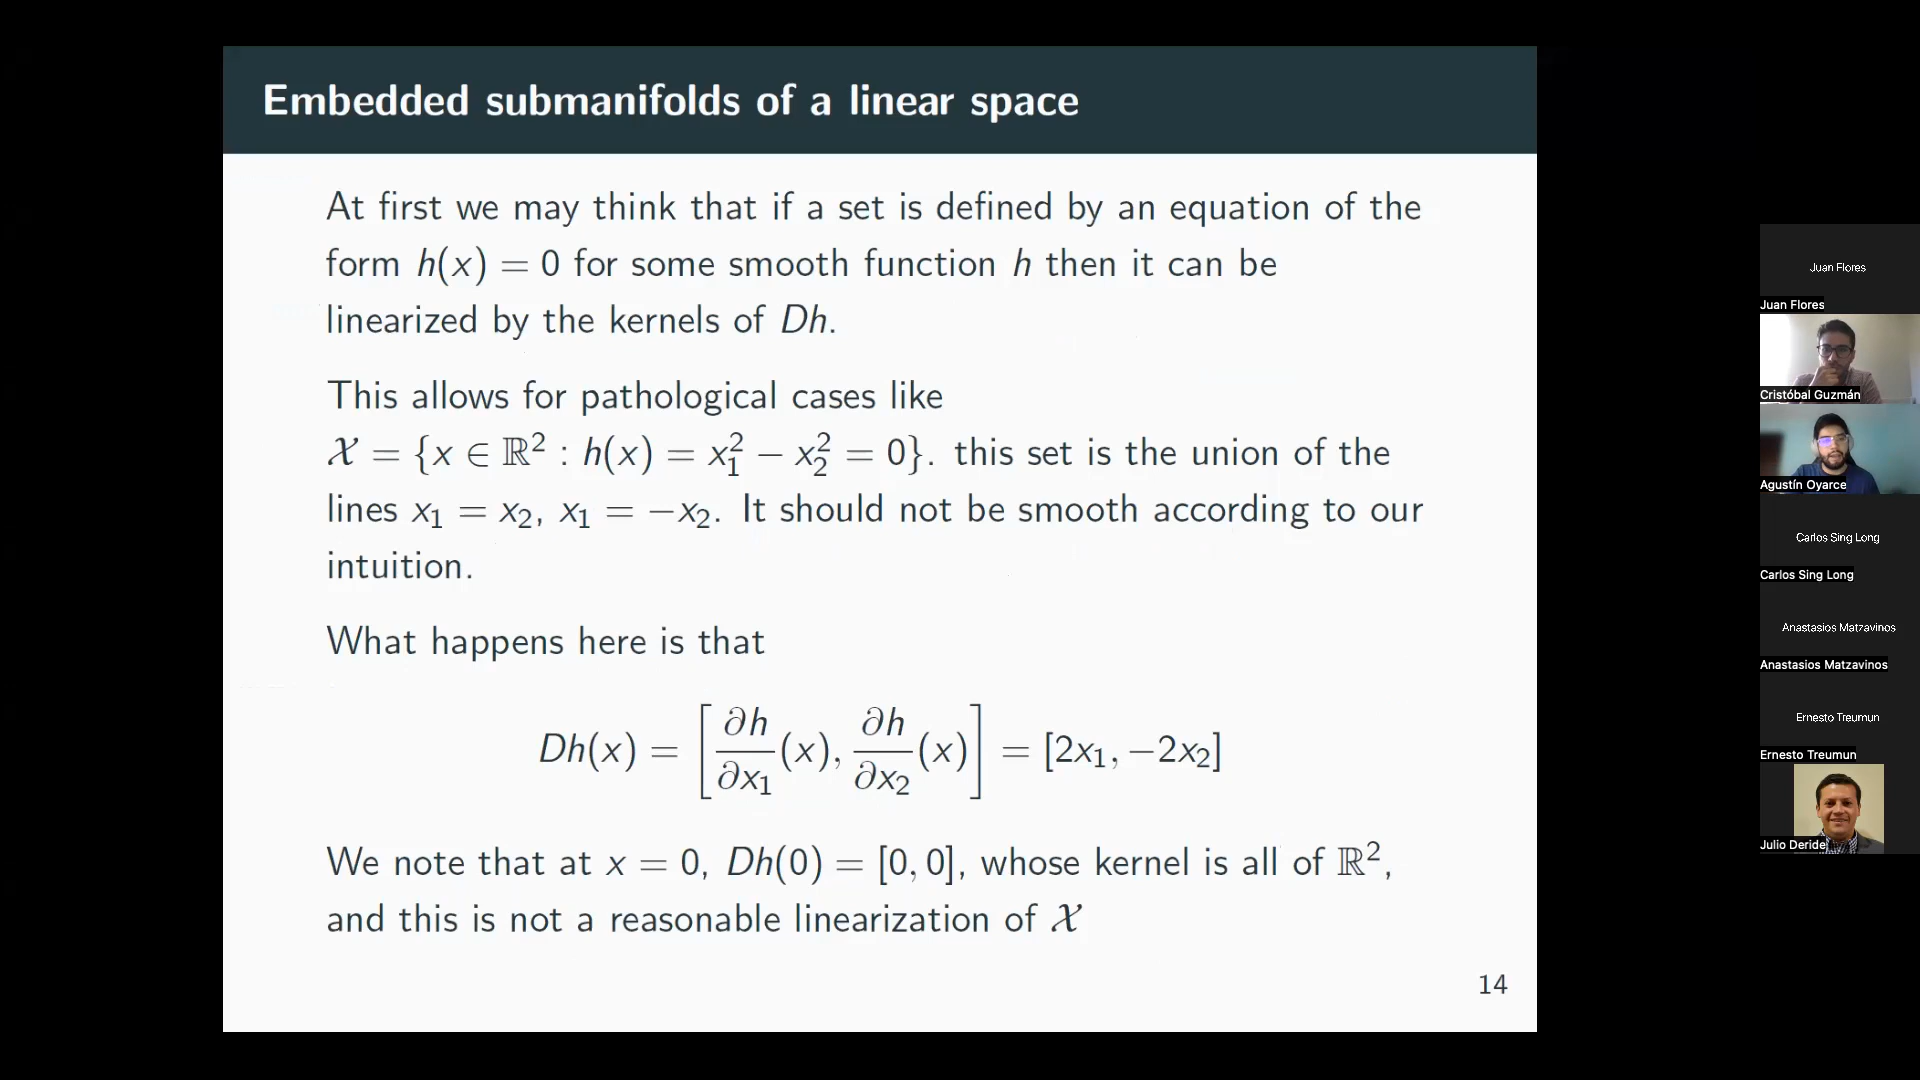 Embedded submanifolds of a linear space
At first we may think that if a set is defined by an equation of the
form h(x) = 0 for some smooth function h then it can be
linearized by the kernels of Dh.
This allows for pathological cases like
𝒳 = {x ∈ ℝ² : h(x) = x₁² − x₂² = 0}. this set is the union of the
lines x₁ = x₂, x₁ = −x₂. It should not be smooth according to our
intuition.
What happens here is that
Dh(x) = [∂h/∂x₁ (x), ∂h/∂x₂ (x)] = [2x₁, −2x₂]
We note that at x = 0, Dh(0) = [0, 0], whose kernel is all of ℝ²,
and this is not a reasonable linearization of 𝒳
14
Juan Flores
Juan Flores
Cristóbal Guzmán
Agustín Oyarce
Carlos Sing Long
Carlos Sing Long
Anastasios Matzavinos
Anastasios Matzavinos
Ernesto Treumun
Ernesto Treumun
Julio Deride